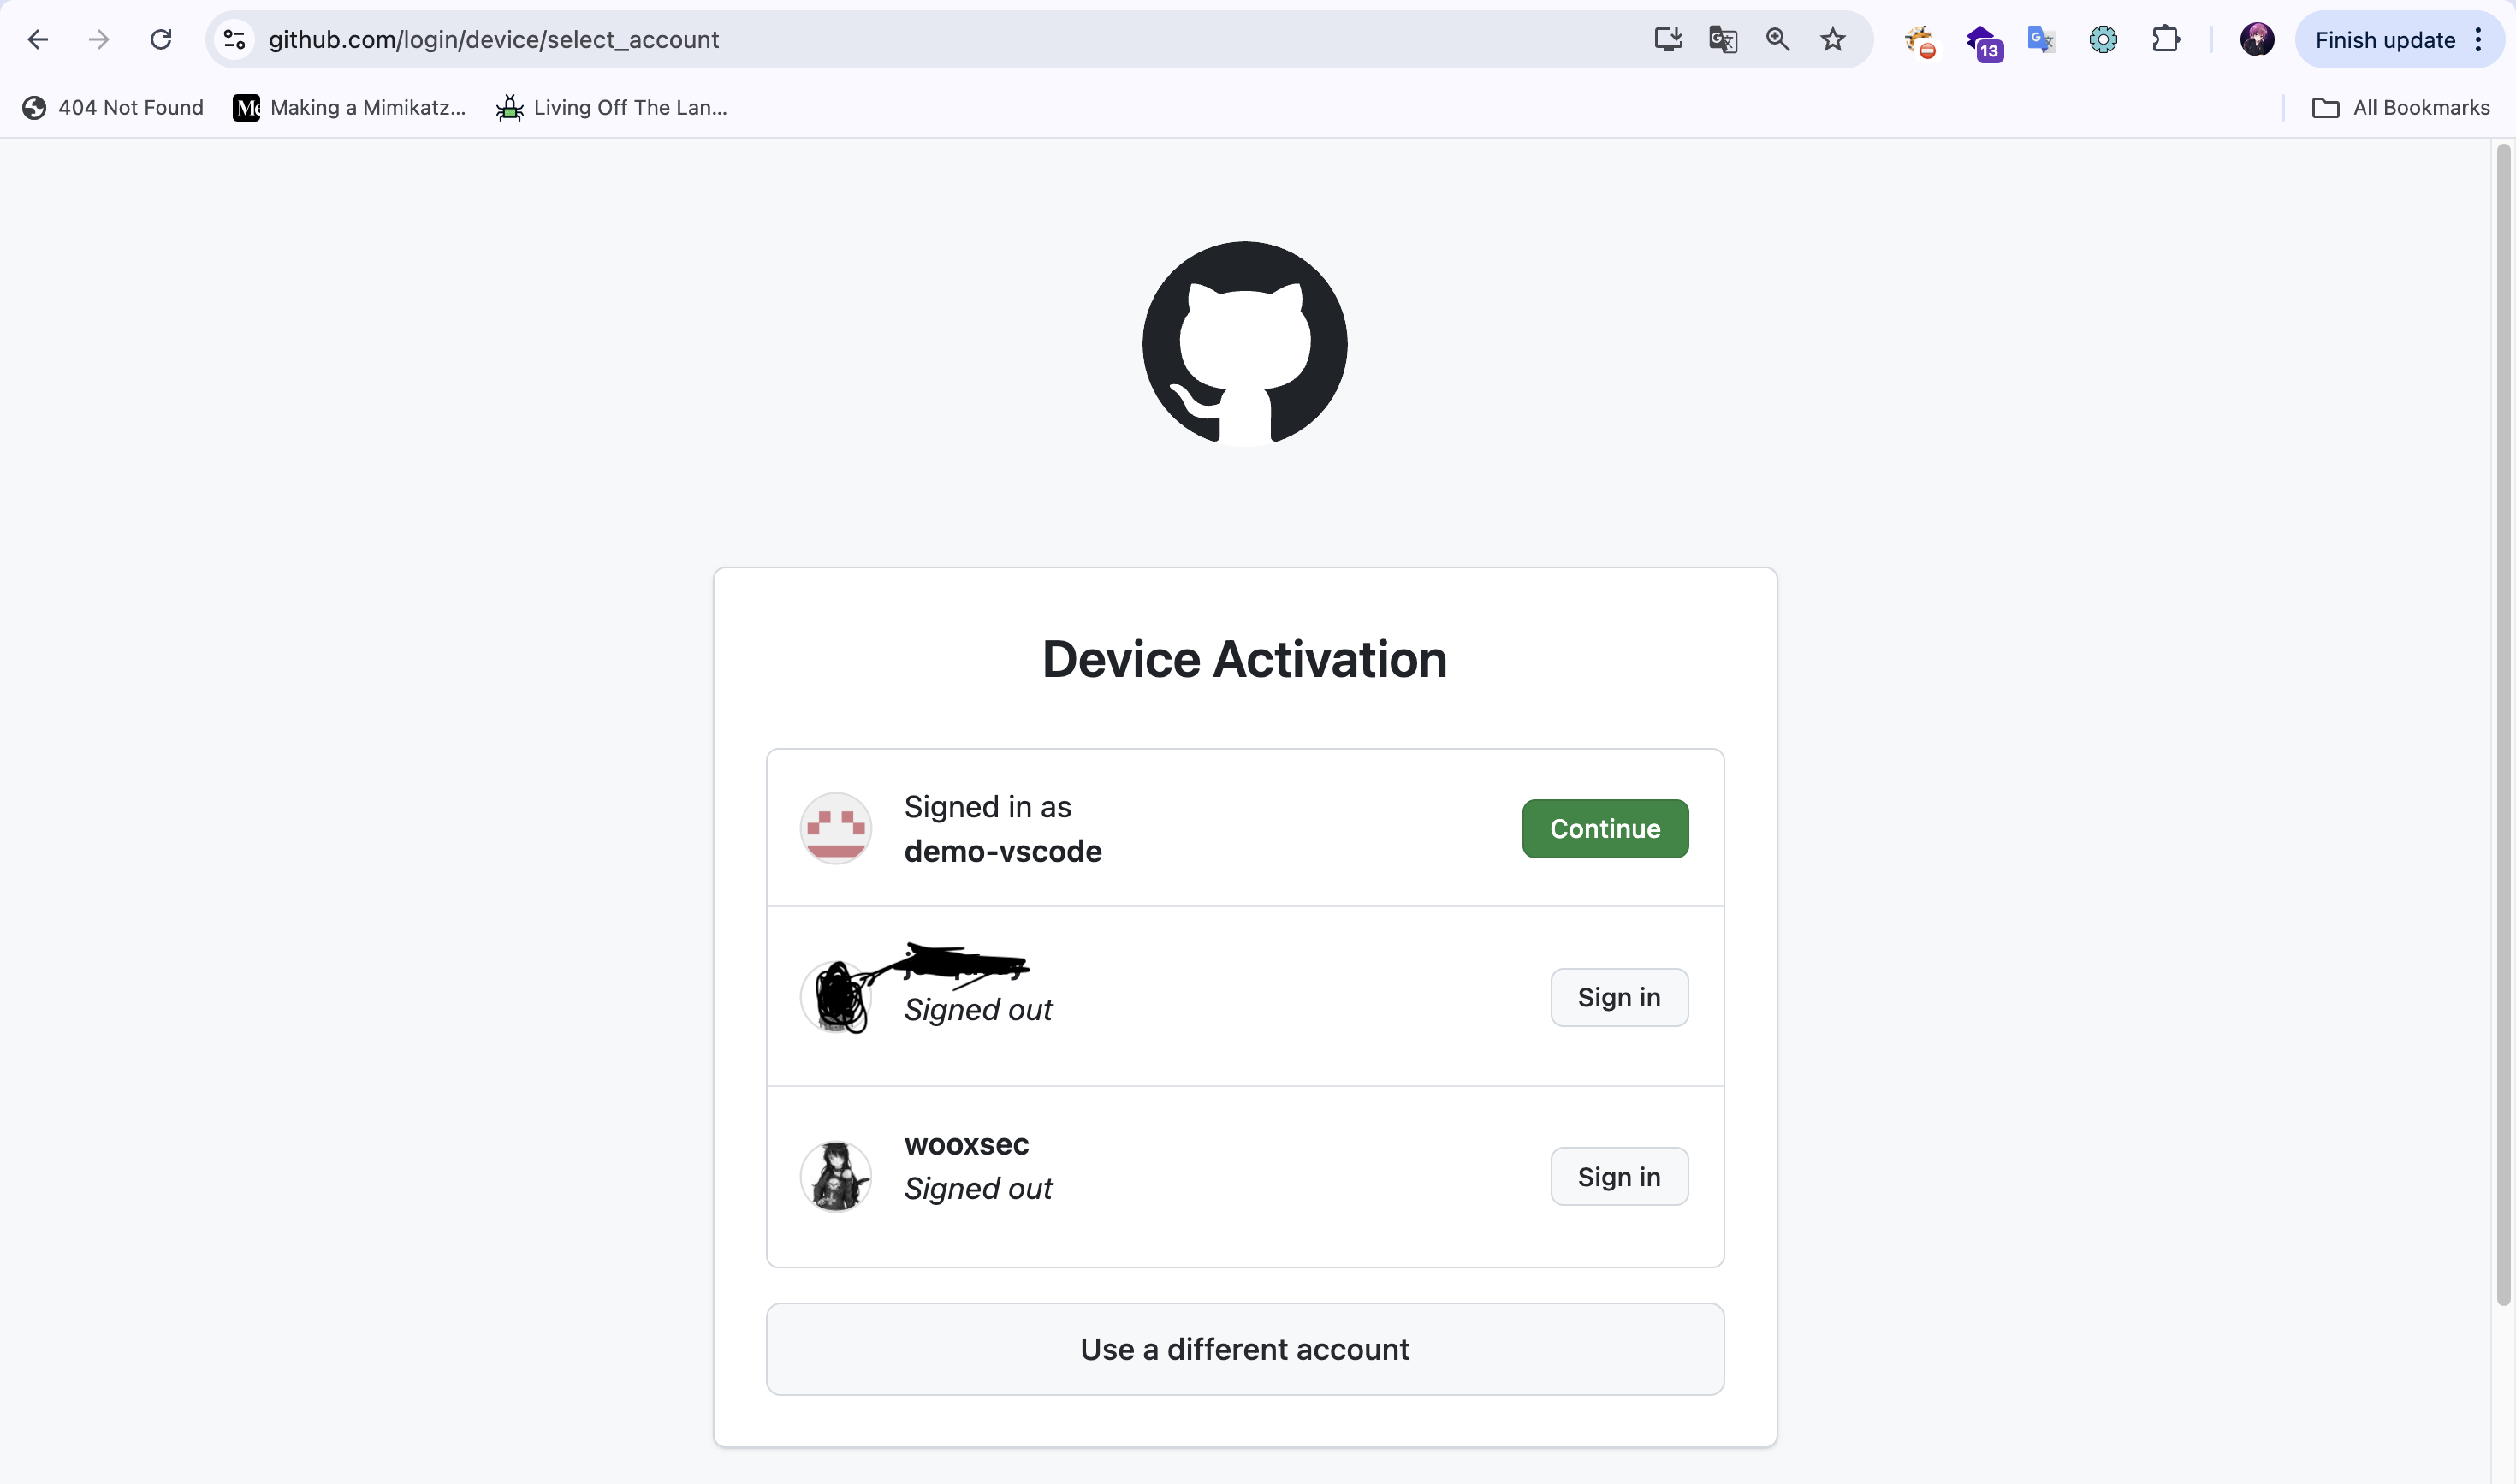 github.com/login/device/select_account
13
Finish update
404 Not Found
Me
Making a Mimikatz...
Living Off The Lan...
All Bookmarks
Device Activation
Signed in as
demo-vscode
Continue
Signed out
Sign in
wooxsec
Signed out
Sign in
Use a different account